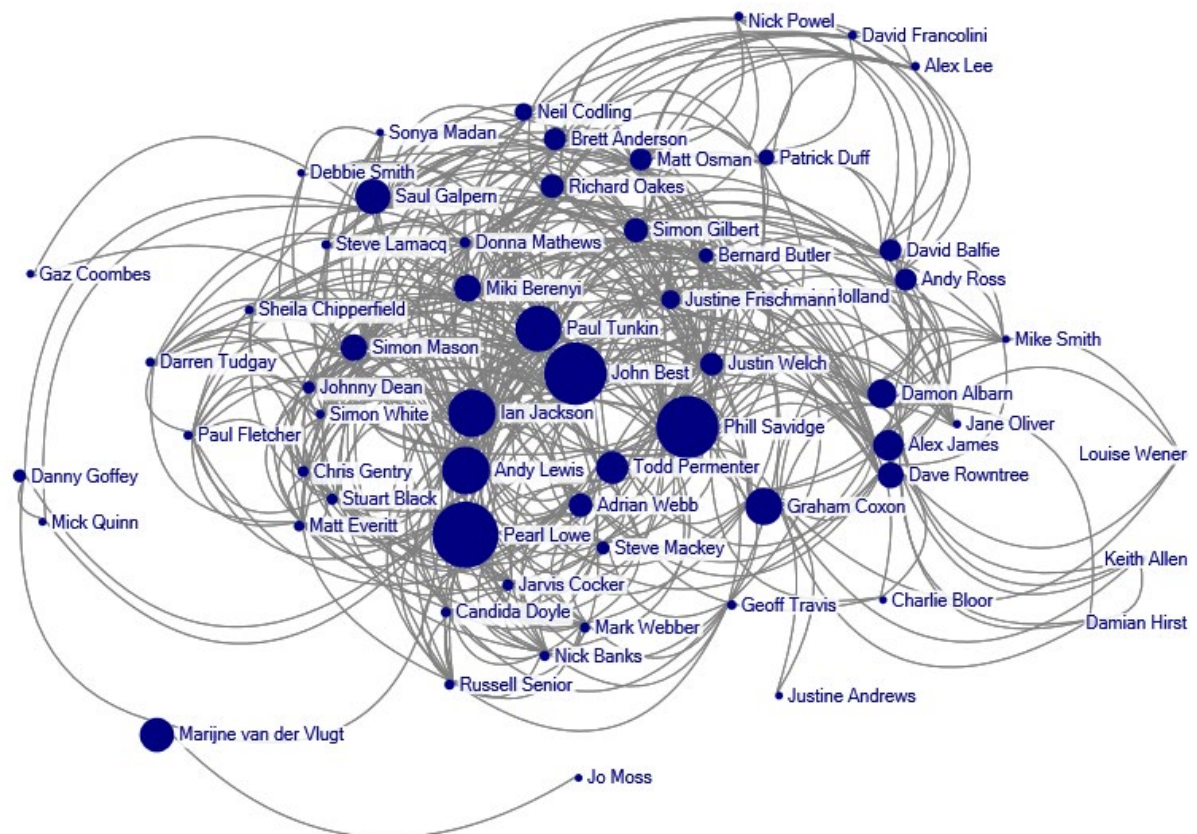 Nick Powel
David Francolini
Alex Lee
Neil Codling
Sonya Madan
Brett Anderson
Matt Osman
Patrick Duff
Debbie Smith
Saul Galpern
Richard Oakes
Simon Gilbert
Steve Lamacq
Donna Mathews
Bernard Butler
David Balfie
Gaz Coombes
Andy Ross
Miki Berenyi
Justine Frischmann
Holland
Sheila Chipperfield
Paul Tunkin
Mike Smith
Simon Mason
Darren Tudgay
John Best
Justin Welch
Johnny Dean
Damon Albarn
Simon White
Ian Jackson
Jane Oliver
Phill Savidge
Paul Fletcher
Alex James
Louise Wener
Chris Gentry
Andy Lewis
Todd Permenter
Danny Goffey
Dave Rowntree
Stuart Black
Adrian Webb
Graham Coxon
Mick Quinn
Matt Everitt
Pearl Lowe
Steve Mackey
Keith Allen
Jarvis Cocker
Charlie Bloor
Candida Doyle
Geoff Travis
Mark Webber
Damian Hirst
Nick Banks
Russell Senior
Justine Andrews
Marijne van der Vlugt
Jo Moss